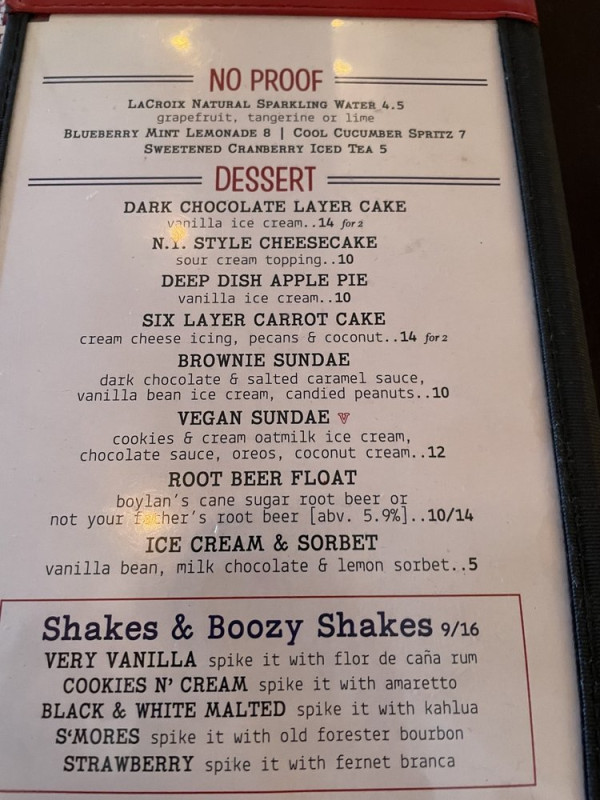 NO PROOF
LaCroix Natural Sparkling Water 4.5
grapefruit, tangerine or lime
Blueberry Mint Lemonade 8 | Cool Cucumber Spritz 7
Sweetened Cranberry Iced Tea 5
DESSERT
DARK CHOCOLATE LAYER CAKE
vanilla ice cream..14 for 2
N.Y. STYLE CHEESECAKE
sour cream topping..10
DEEP DISH APPLE PIE
vanilla ice cream..10
SIX LAYER CARROT CAKE
cream cheese icing, pecans & coconut..14 for 2
BROWNIE SUNDAE
dark chocolate & salted caramel sauce,
vanilla bean ice cream, candied peanuts..10
VEGAN SUNDAE V
cookies & cream oatmilk ice cream,
chocolate sauce, oreos, coconut cream..12
ROOT BEER FLOAT
boylan's cane sugar root beer or
not your father's root beer [abv. 5.9%]..10/14
ICE CREAM & SORBET
vanilla bean, milk chocolate & lemon sorbet..5
Shakes & Boozy Shakes 9/16
VERY VANILLA spike it with flor de caña rum
COOKIES N' CREAM spike it with amaretto
BLACK & WHITE MALTED spike it with kahlua
S'MORES spike it with old forester bourbon
STRAWBERRY spike it with fernet branca